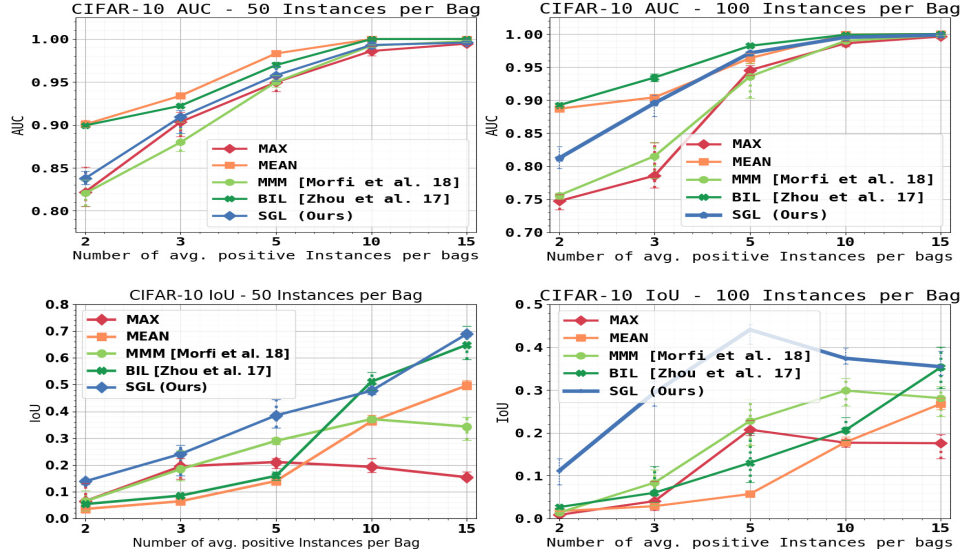 CIFAR-10 AUC - 50 Instances per Bag
1.00
0.95
0.90
0.85
0.80
AUC
MAX
MEAN
MMM [Morfi et al. 18]
BIL [Zhou et al. 17]
SGL (Ours)
2 3 5 10 15
Number of avg. positive Instances per bags
CIFAR-10 AUC - 100 Instances per Bag
1.00
0.95
0.90
0.85
0.80
0.75
0.70
AUC
MAX
MEAN
MMM [Morfi et al. 18]
BIL [Zhou et al. 17]
SGL (Ours)
2 3 5 10 15
Number of avg. positive Instances per bags
CIFAR-10 IoU - 50 Instances per Bag
0.8
0.7
0.6
0.5
0.4
0.3
0.2
0.1
0.0
IoU
MAX
MEAN
MMM [Morfi et al. 18]
BIL [Zhou et al. 17]
SGL (Ours)
2 3 5 10 15
Number of avg. positive Instances per Bag
CIFAR-10 IoU - 100 Instances per Bag
0.5
0.4
0.3
0.2
0.1
0.0
IoU
MAX
MEAN
MMM [Morfi et al. 18]
BIL [Zhou et al. 17]
SGL (Ours)
2 3 5 10 15
Number of avg. positive Instances per bags